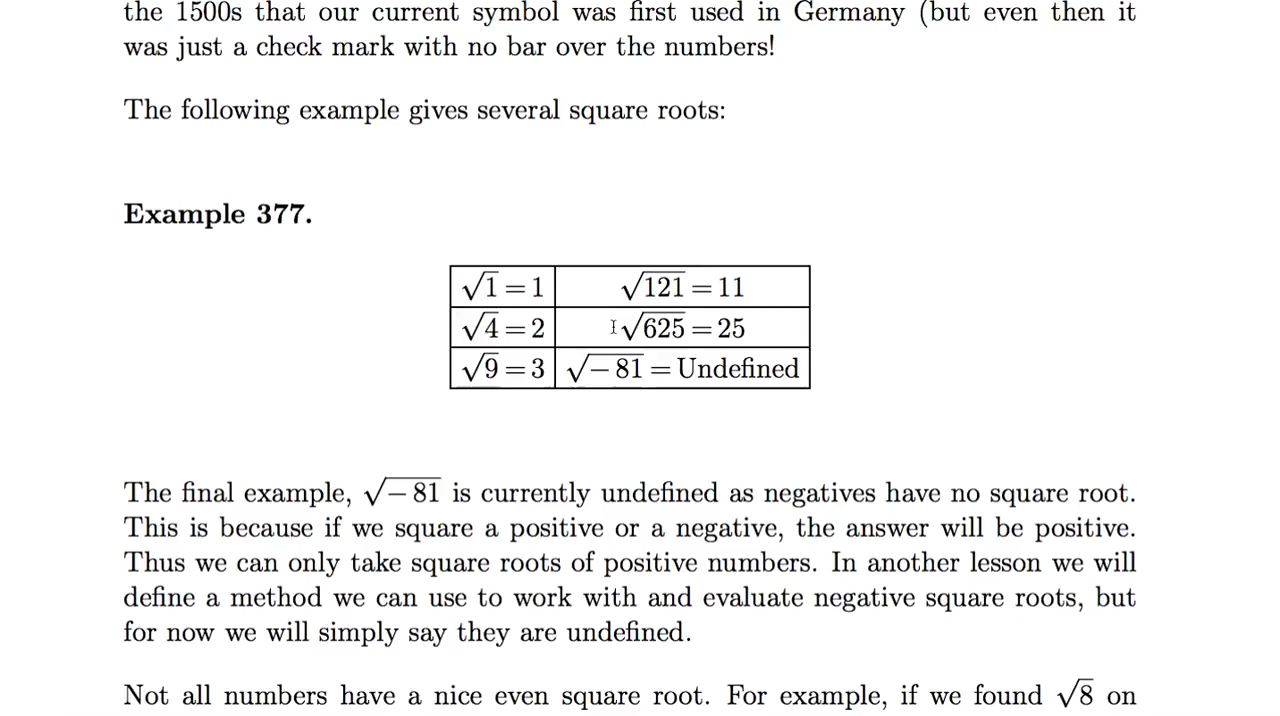 the 1500s that our current symbol was first used in Germany (but even then it
was just a check mark with no bar over the numbers!
The following example gives several square roots:
Example 377.
√1 = 1 √121 = 11
√4 = 2 √625 = 25
√9 = 3 √− 81 = Undefined
The final example, √− 81 is currently undefined as negatives have no square root.
This is because if we square a positive or a negative, the answer will be positive.
Thus we can only take square roots of positive numbers. In another lesson we will
define a method we can use to work with and evaluate negative square roots, but
for now we will simply say they are undefined.
Not all numbers have a nice even square root. For example, if we found √8 on